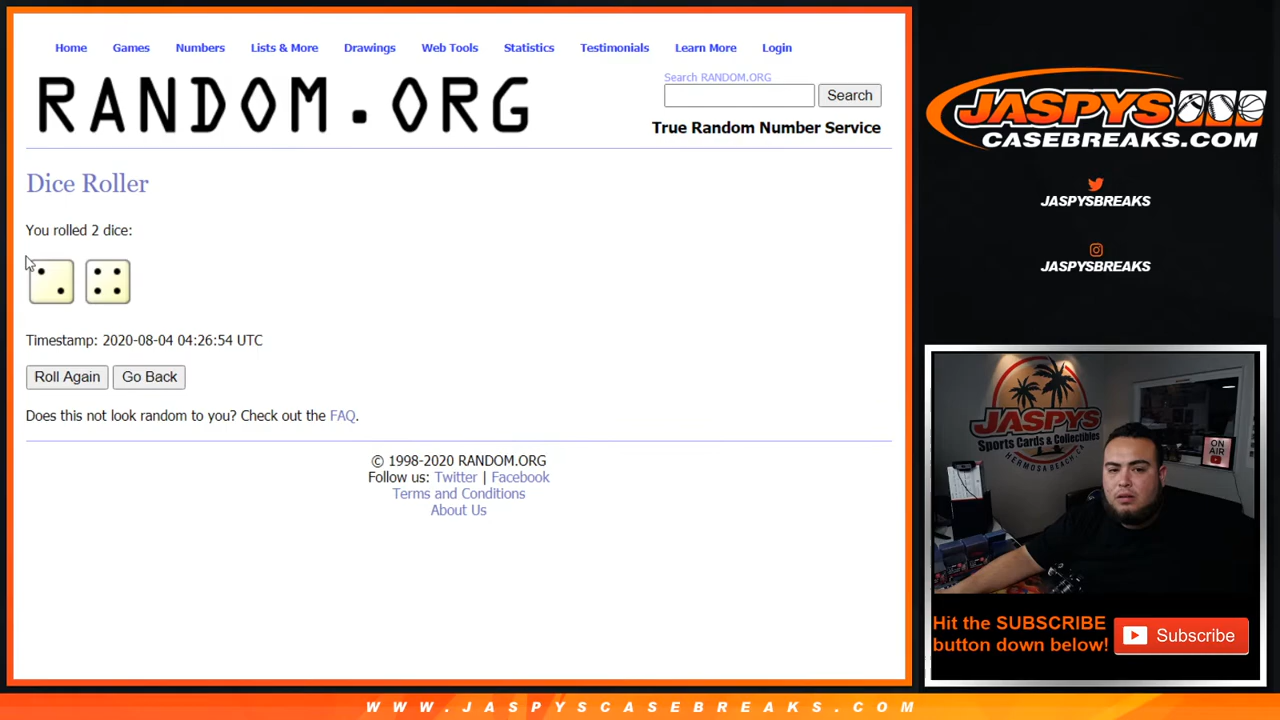 Home Games Numbers Lists & More Drawings Web Tools Statistics Testimonials Learn More Login
RANDOM.ORG
Search RANDOM.ORG
Search
True Random Number Service
Dice Roller
You rolled 2 dice:
Timestamp: 2020-08-04 04:26:54 UTC
Roll Again Go Back
Does this not look random to you? Check out the FAQ.
© 1998-2020 RANDOM.ORG
Follow us: Twitter | Facebook
Terms and Conditions
About Us
JASPYS
CASEBREAKS.COM
JASPYSBREAKS
JASPYSBREAKS
JASPYS
Sports Cards & Collectibles
HERMOSA BEACH, CA
ON
AIR
Hit the SUBSCRIBE
button down below!
Subscribe
WWW.JASPYSCASEBREAKS.COM